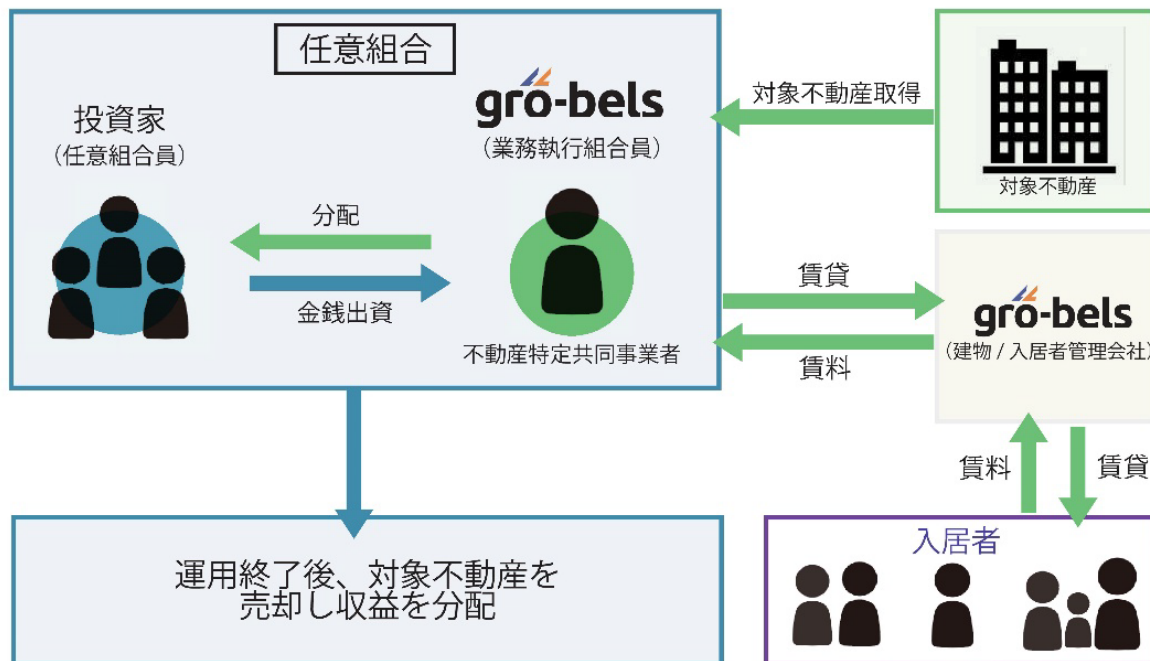 任意組合
投資家
（任意組合員）
grö-bels
（業務執行組合員）
分配
金銭出資
不動産特定共同事業者
対象不動産取得
対象不動産
賃貸
賃料
grö-bels
（建物 / 入居者管理会社）
賃料
賃貸
運用終了後、対象不動産を
売却し収益を分配
入居者